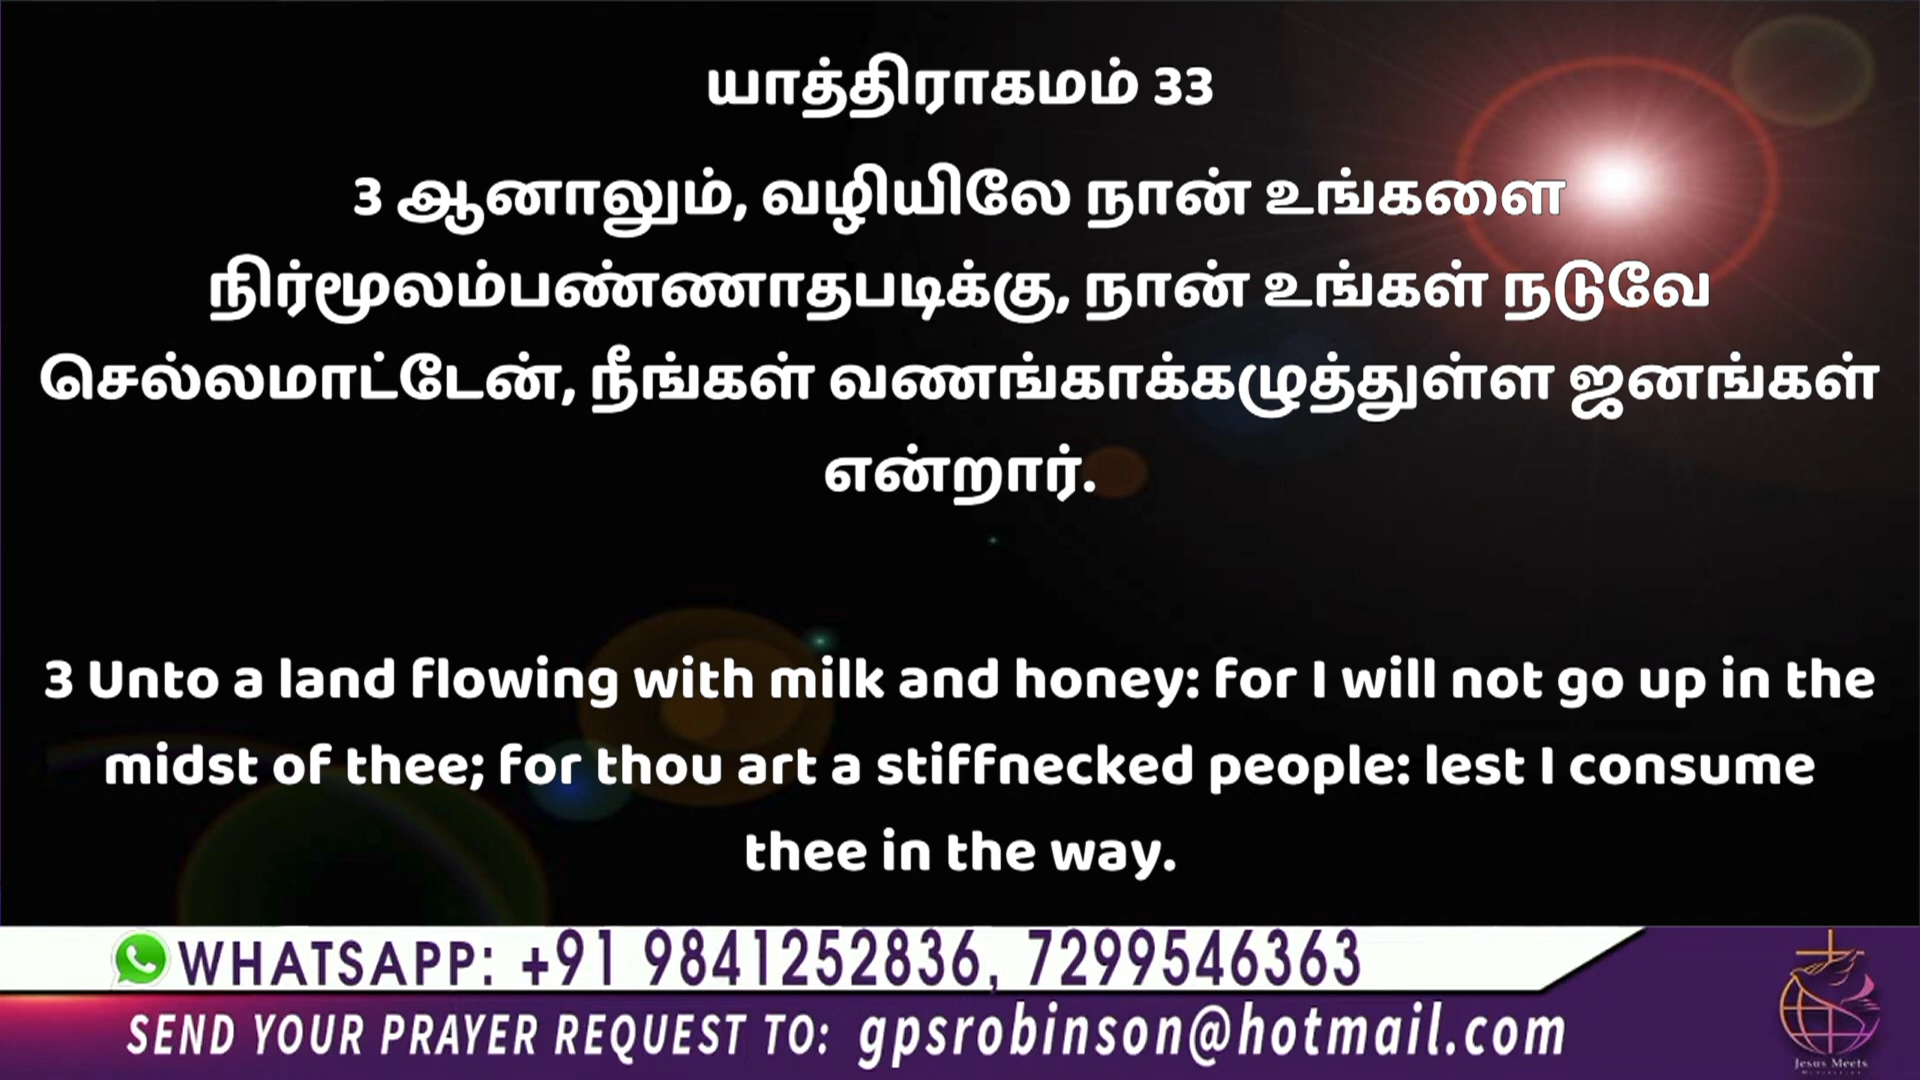 யாத்திராகமம் 33
3 ஆனாலும், வழியிலே நான் உங்களை
நிர்மூலம்பண்ணாதபடிக்கு, நான் உங்கள் நடுவே
செல்லமாட்டேன், நீங்கள் வணங்காக்கழுத்துள்ள ஜனங்கள்
என்றார்.
3 Unto a land flowing with milk and honey: for I will not go up in the
midst of thee; for thou art a stiffnecked people: lest I consume
thee in the way.
WHATSAPP: +91 9841252836, 7299546363
SEND YOUR PRAYER REQUEST TO: gpsrobinson@hotmail.com
Jesus Meets